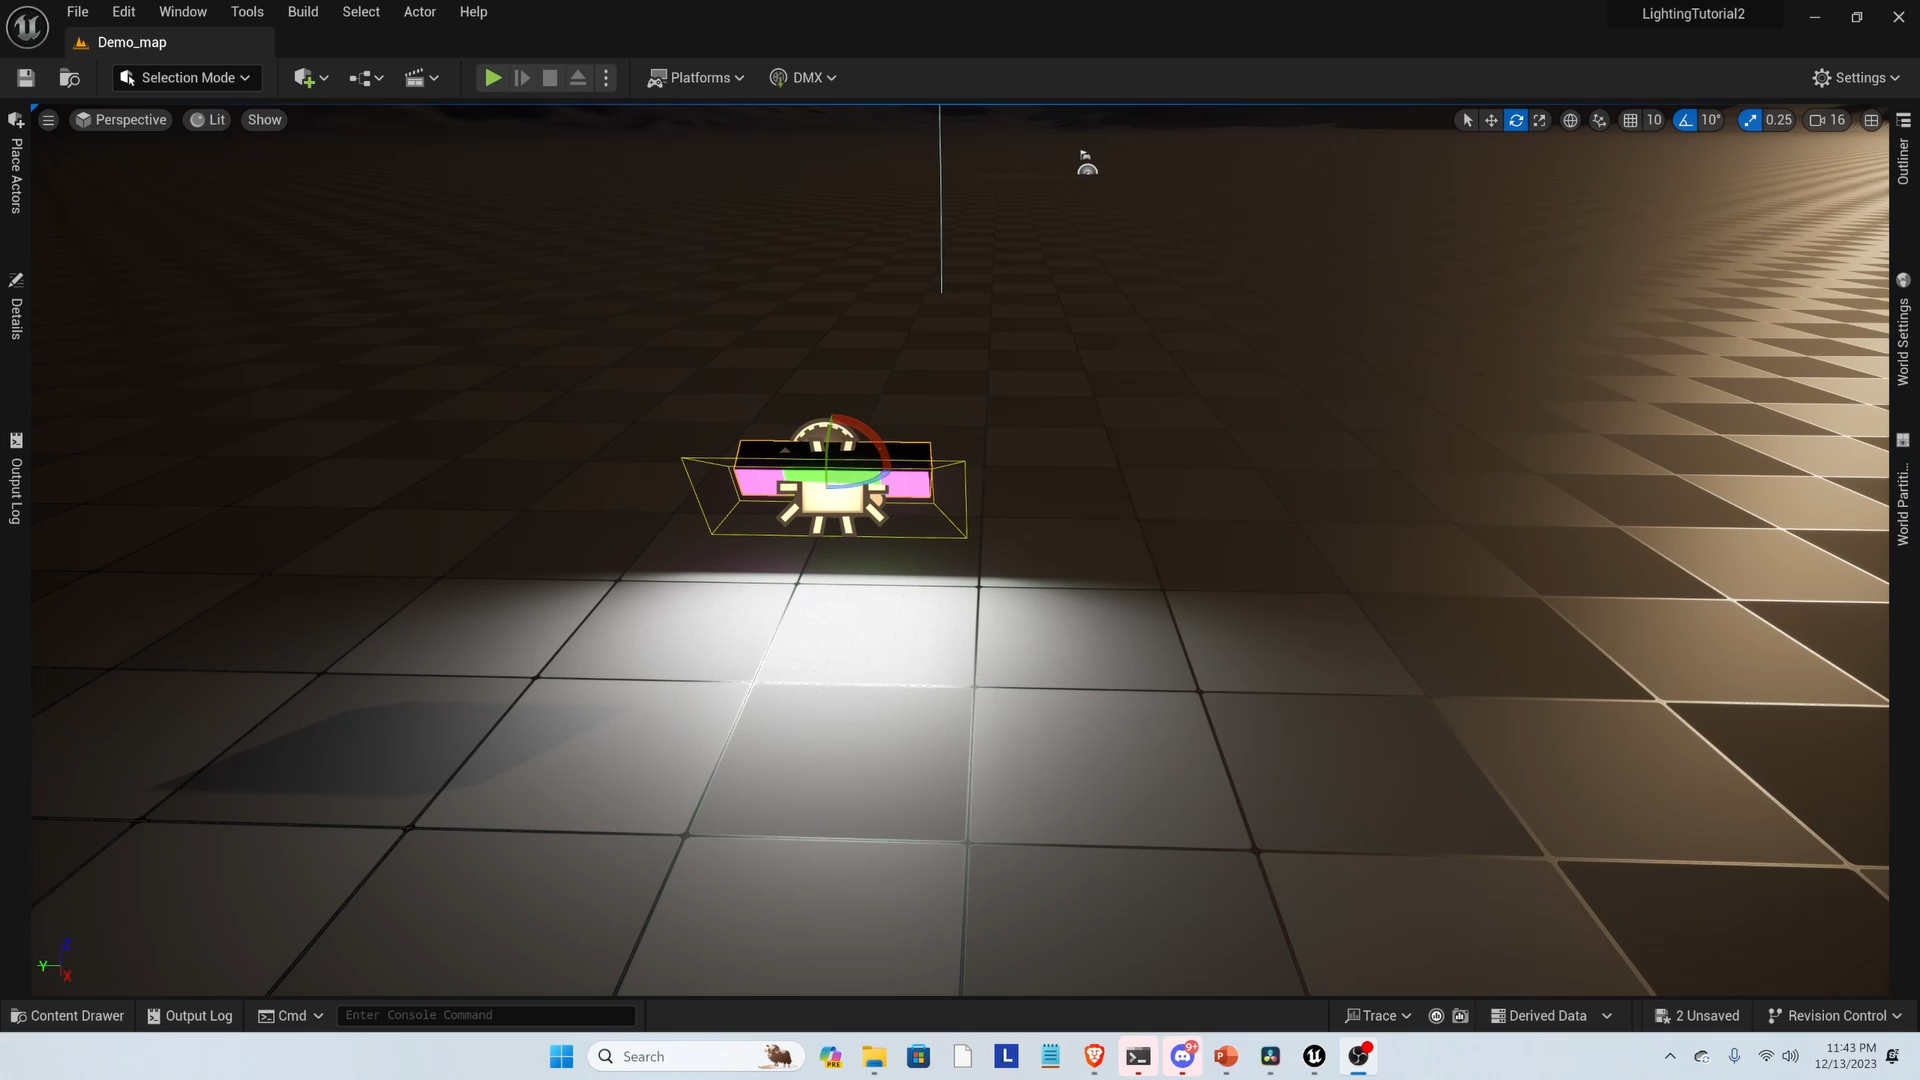 File Edit Window Tools Build Select Actor Help
LightingTutorial2
Demo_map
Selection Mode
Platforms
DMX
Settings
Perspective
Lit
Show
10
10°
0.25
16
Place Actors
Details
Output Log
Outliner
World Settings
World Partiti...
Z
Y
X
Content Drawer
Output Log
Cmd
Enter Console Command
Trace
Derived Data
2 Unsaved
Revision Control
Search
PRE
L
9+
11:43 PM
12/13/2023